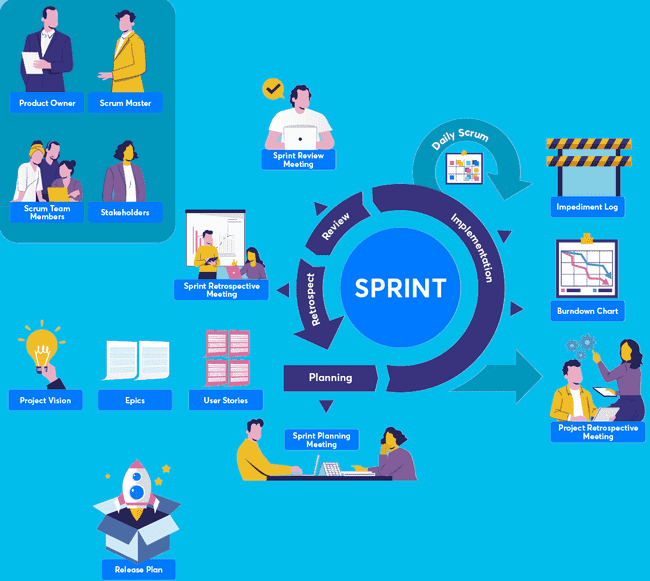 Product Owner
Scrum Master
Scrum Team
Members
Stakeholders
Sprint Review
Meeting
Daily Scrum
Impediment Log
Sprint Retrospective
Meeting
Review
Implementation
Retrospect
SPRINT
Planning
Burndown Chart
Project Vision
Epics
User Stories
Sprint Planning
Meeting
Project Retrospective
Meeting
Release Plan